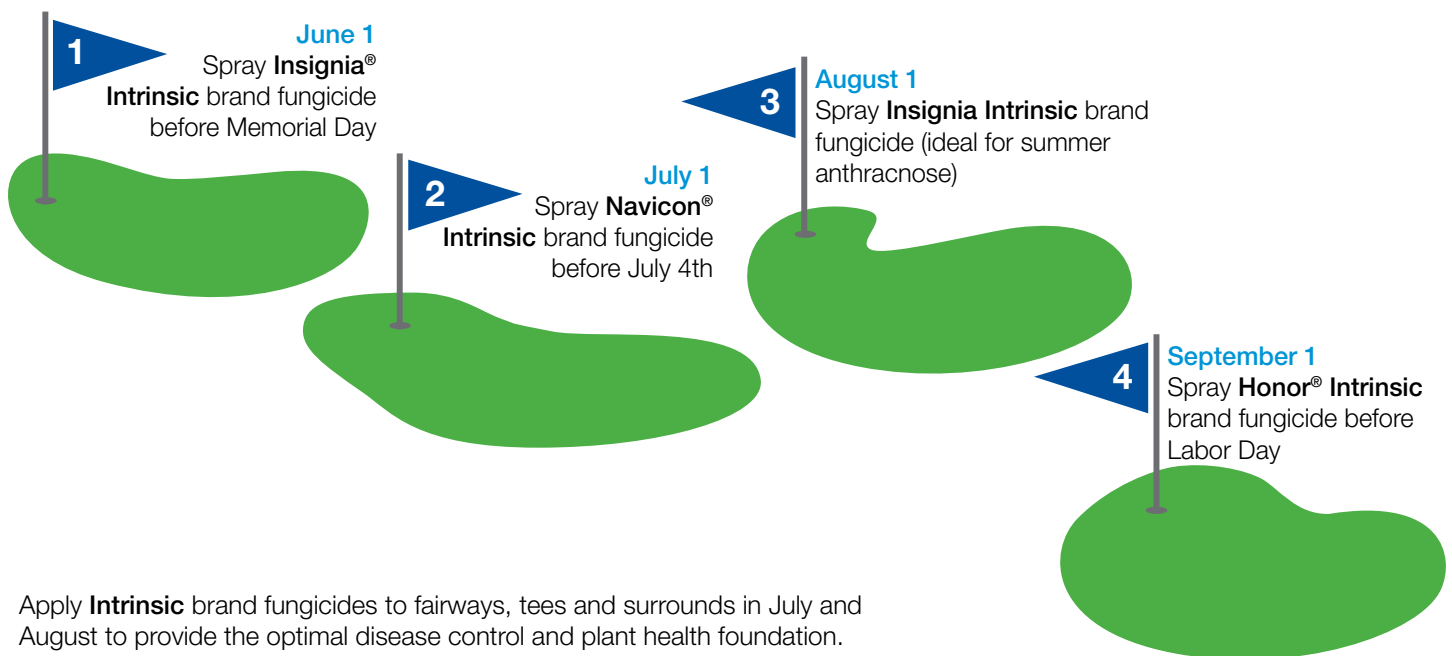 1
June 1
Spray Insignia®
Intrinsic brand fungicide
before Memorial Day
2
July 1
Spray Navicon®
Intrinsic brand fungicide
before July 4th
3
August 1
Spray Insignia Intrinsic brand
fungicide (ideal for summer
anthracnose)
4
September 1
Spray Honor® Intrinsic
brand fungicide before
Labor Day
Apply Intrinsic brand fungicides to fairways, tees and surrounds in July and
August to provide the optimal disease control and plant health foundation.